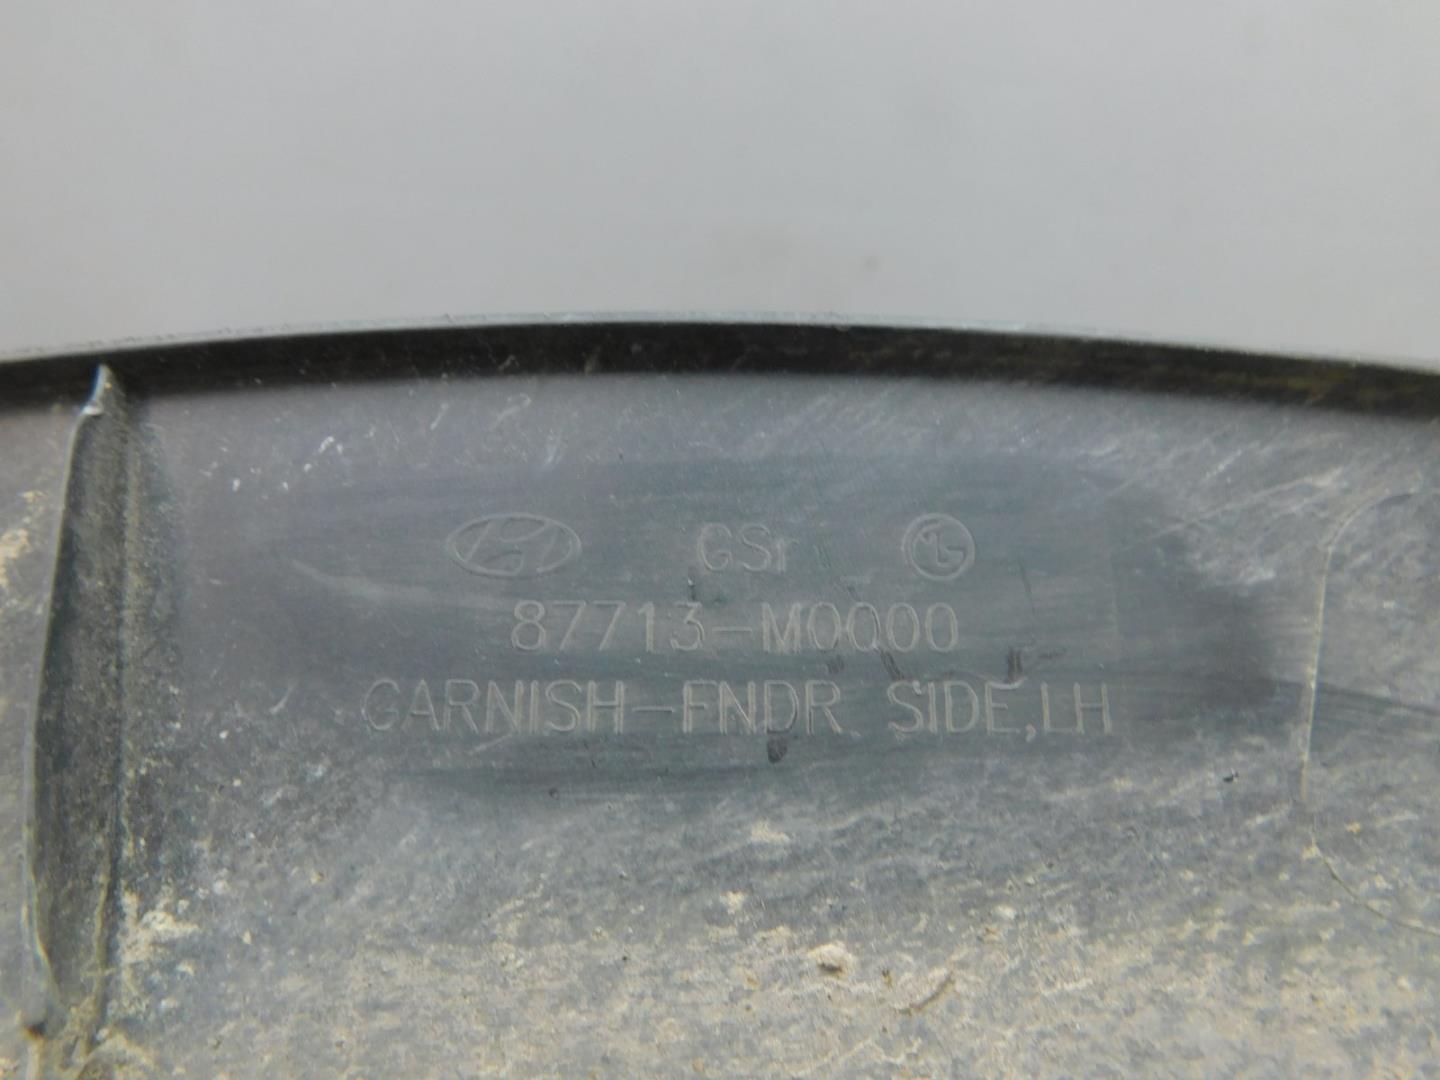 GSr
87713-M0000
GARNISH-FNDR SIDE,LH